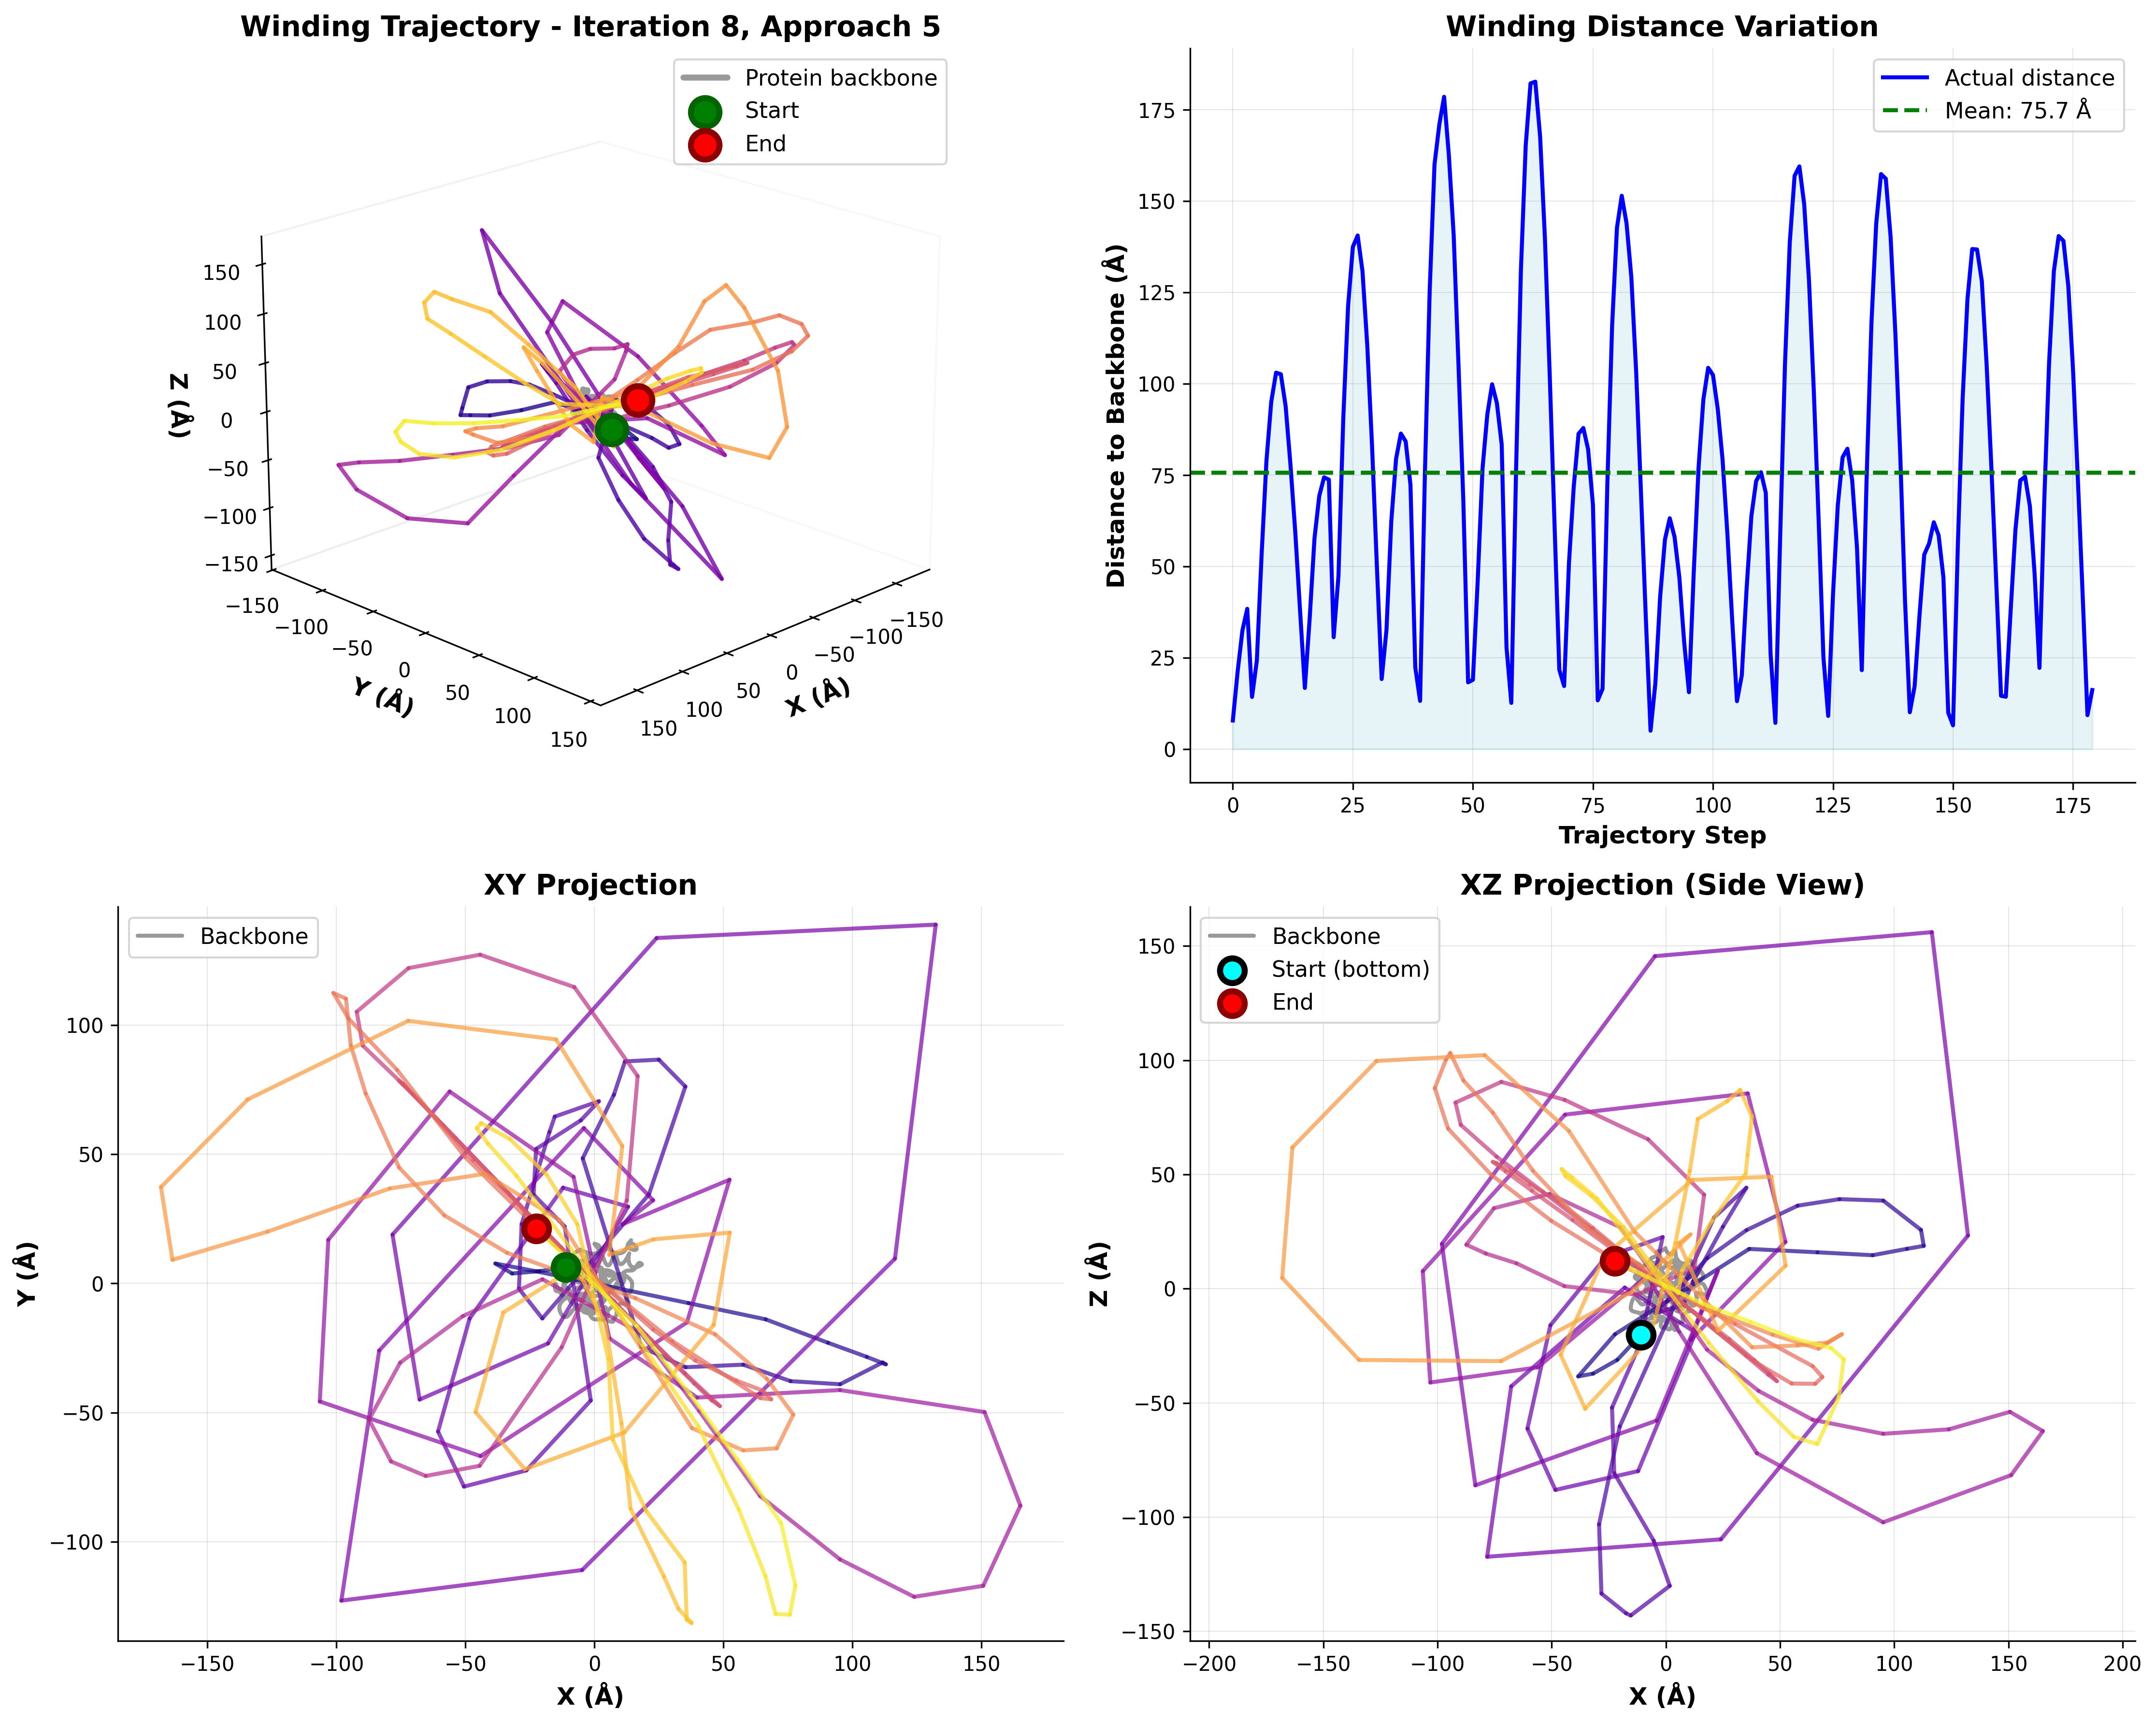 Winding Trajectory - Iteration 8, Approach 5
Protein backbone
Start
End
150
100
50
0
−50
−100
−150
Z (Å)
−150
−100
−50
0
50
100
150
Y (Å)
150
100
50
0
−50
−100
−150
X (Å)
Winding Distance Variation
Actual distance
Mean: 75.7 Å
175
150
125
100
75
50
25
0
Distance to Backbone (Å)
0 25 50 75 100 125 150 175
Trajectory Step
XY Projection
Backbone
100
50
0
−50
−100
Y (Å)
−150 −100 −50 0 50 100 150
X (Å)
XZ Projection (Side View)
Backbone
Start (bottom)
End
150
100
50
0
−50
−100
−150
Z (Å)
−200 −150 −100 −50 0 50 100 150 200
X (Å)